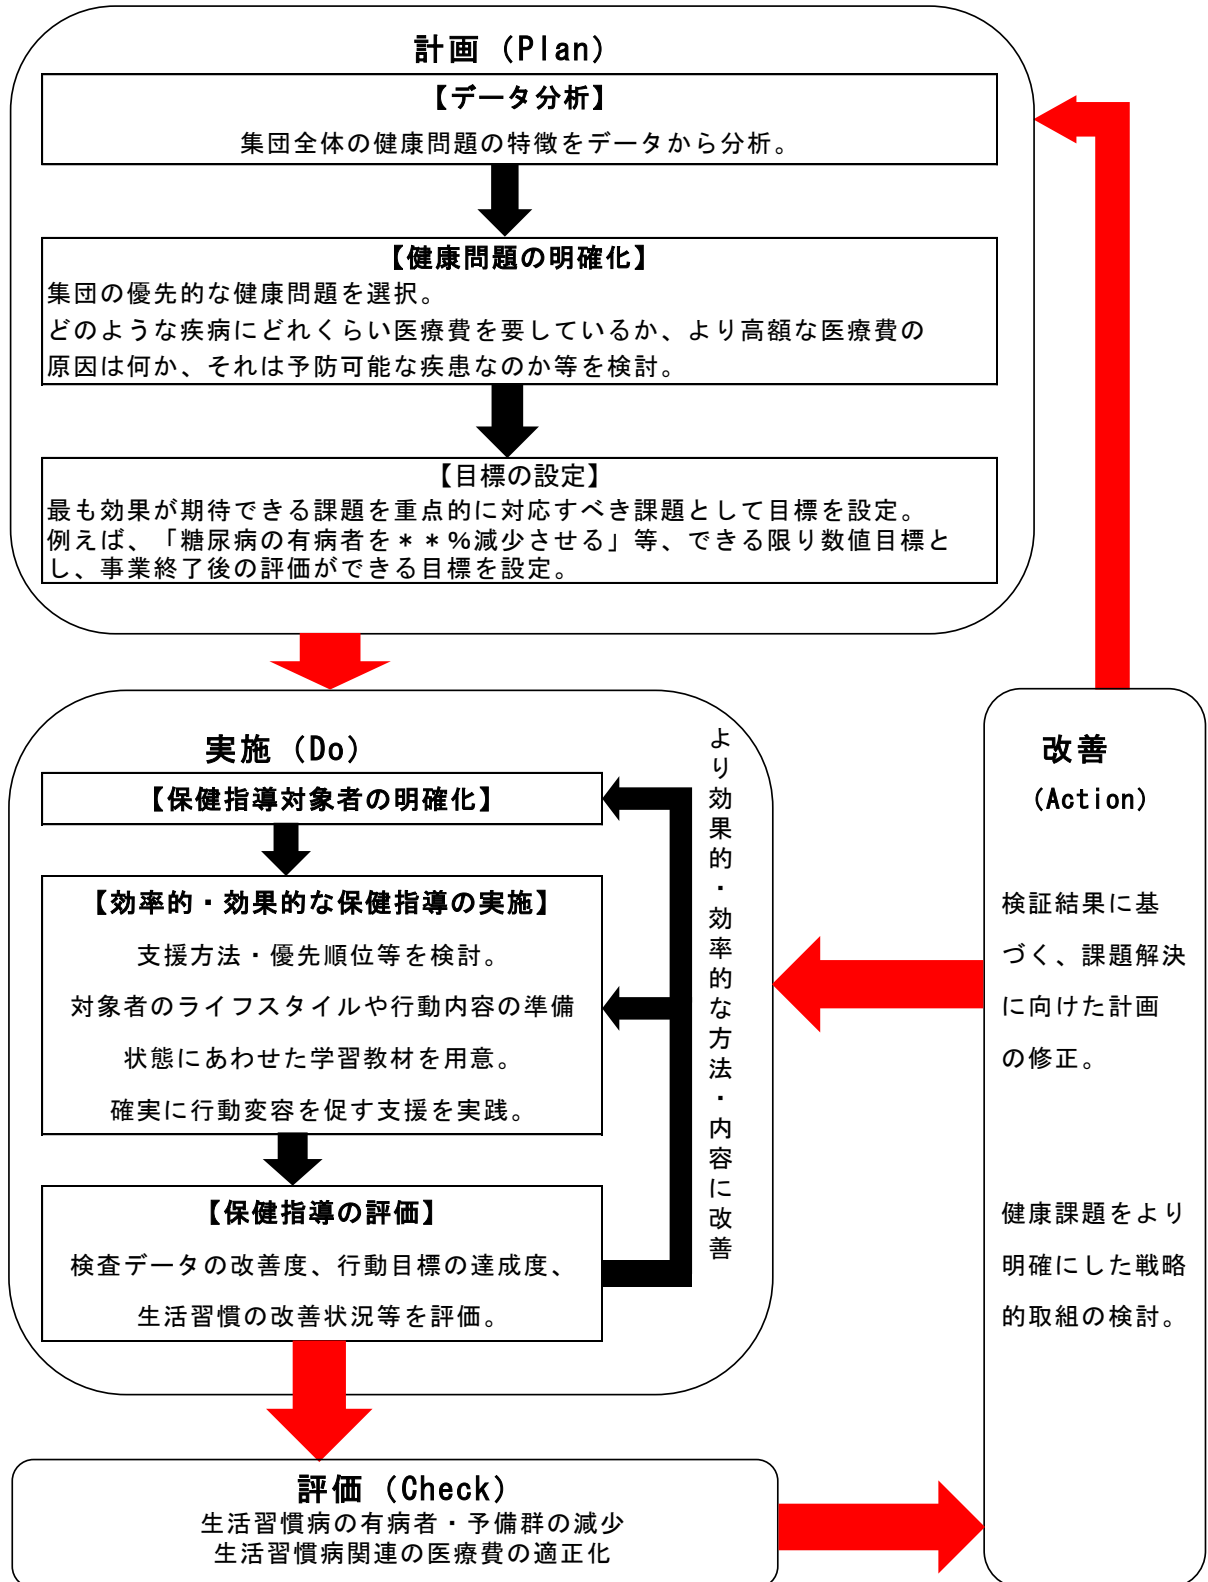 計画（Plan）
【データ分析】
集団全体の健康問題の特徴をデータから分析。
【健康問題の明確化】
集団の優先的な健康問題を選択。
どのような疾病にどれくらい医療費を要しているか、より高額な医療費の
原因は何か、それは予防可能な疾患なのか等を検討。
【目標の設定】
最も効果が期待できる課題を重点的に対応すべき課題として目標を設定。
例えば、「糖尿病の有病者を＊＊％減少させる」等、できる限り数値目標と
し、事業終了後の評価ができる目標を設定。
実施（Do）
【保健指導対象者の明確化】
【効率的・効果的な保健指導の実施】
支援方法・優先順位等を検討。
対象者のライフスタイルや行動内容の準備
状態にあわせた学習教材を用意。
確実に行動変容を促す支援を実践。
【保健指導の評価】
検査データの改善度、行動目標の達成度、
生活習慣の改善状況等を評価。
より効果的・効率的な方法・内容に改善
改善
（Action）
検証結果に基
づく、課題解決
に向けた計画
の修正。
健康課題をより
明確にした戦略
的取組の検討。
評価（Check）
生活習慣病の有病者・予備群の減少
生活習慣病関連の医療費の適正化